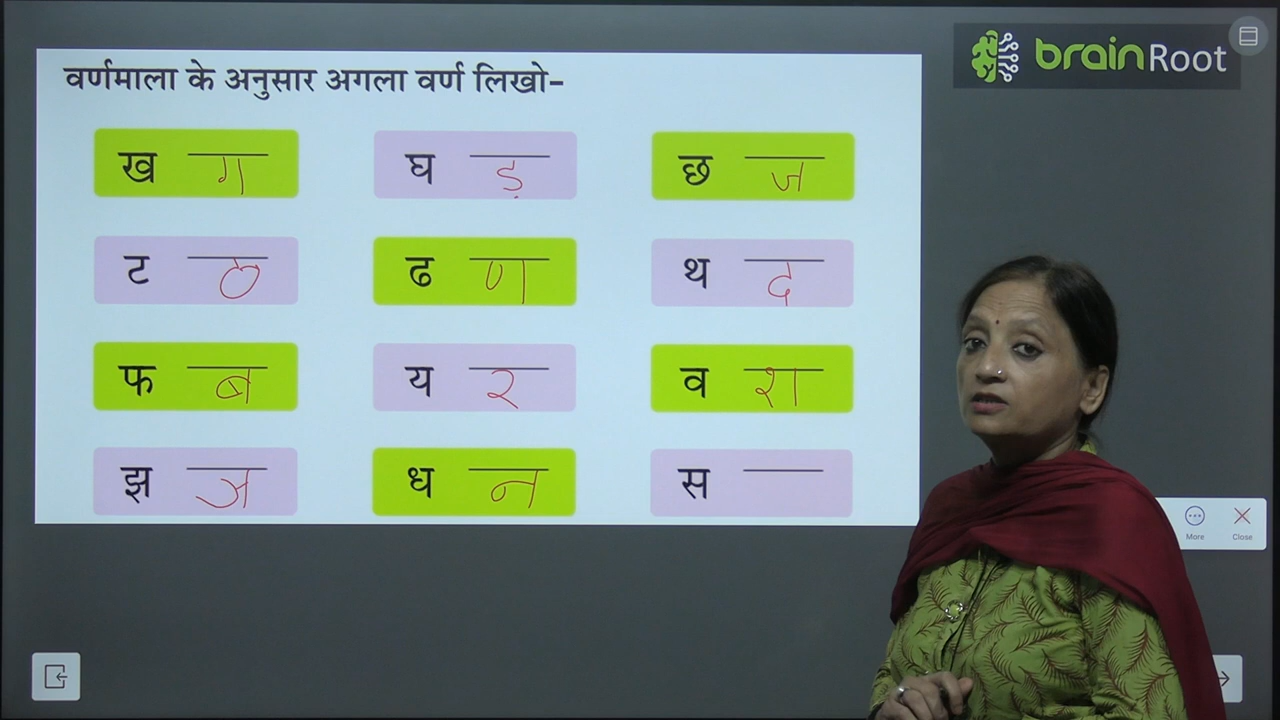 brainRoot
वर्णमाला के अनुसार अगला वर्ण लिखो-
ख ग घ ड़ छ ज
ट ठ ढ ण थ द
फ ब य र व श
झ ञ ध न स
More Close